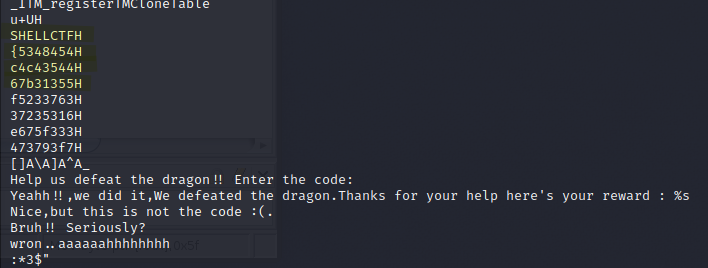 _ITM_registerTMCloneTable
u+UH
SHELLCTFH
{5348454H
c4c43544H
67b31355H
f5233763H
37235316H
e675f333H
473793f7H
[]A\A]A^A_
Help us defeat the dragon!! Enter the code:
Yeahh!!,we did it,We defeated the dragon.Thanks for your help here's your reward : %s
Nice,but this is not the code :(.
Bruh!! Seriously?
wron..aaaaaahhhhhhhh
:*3$"